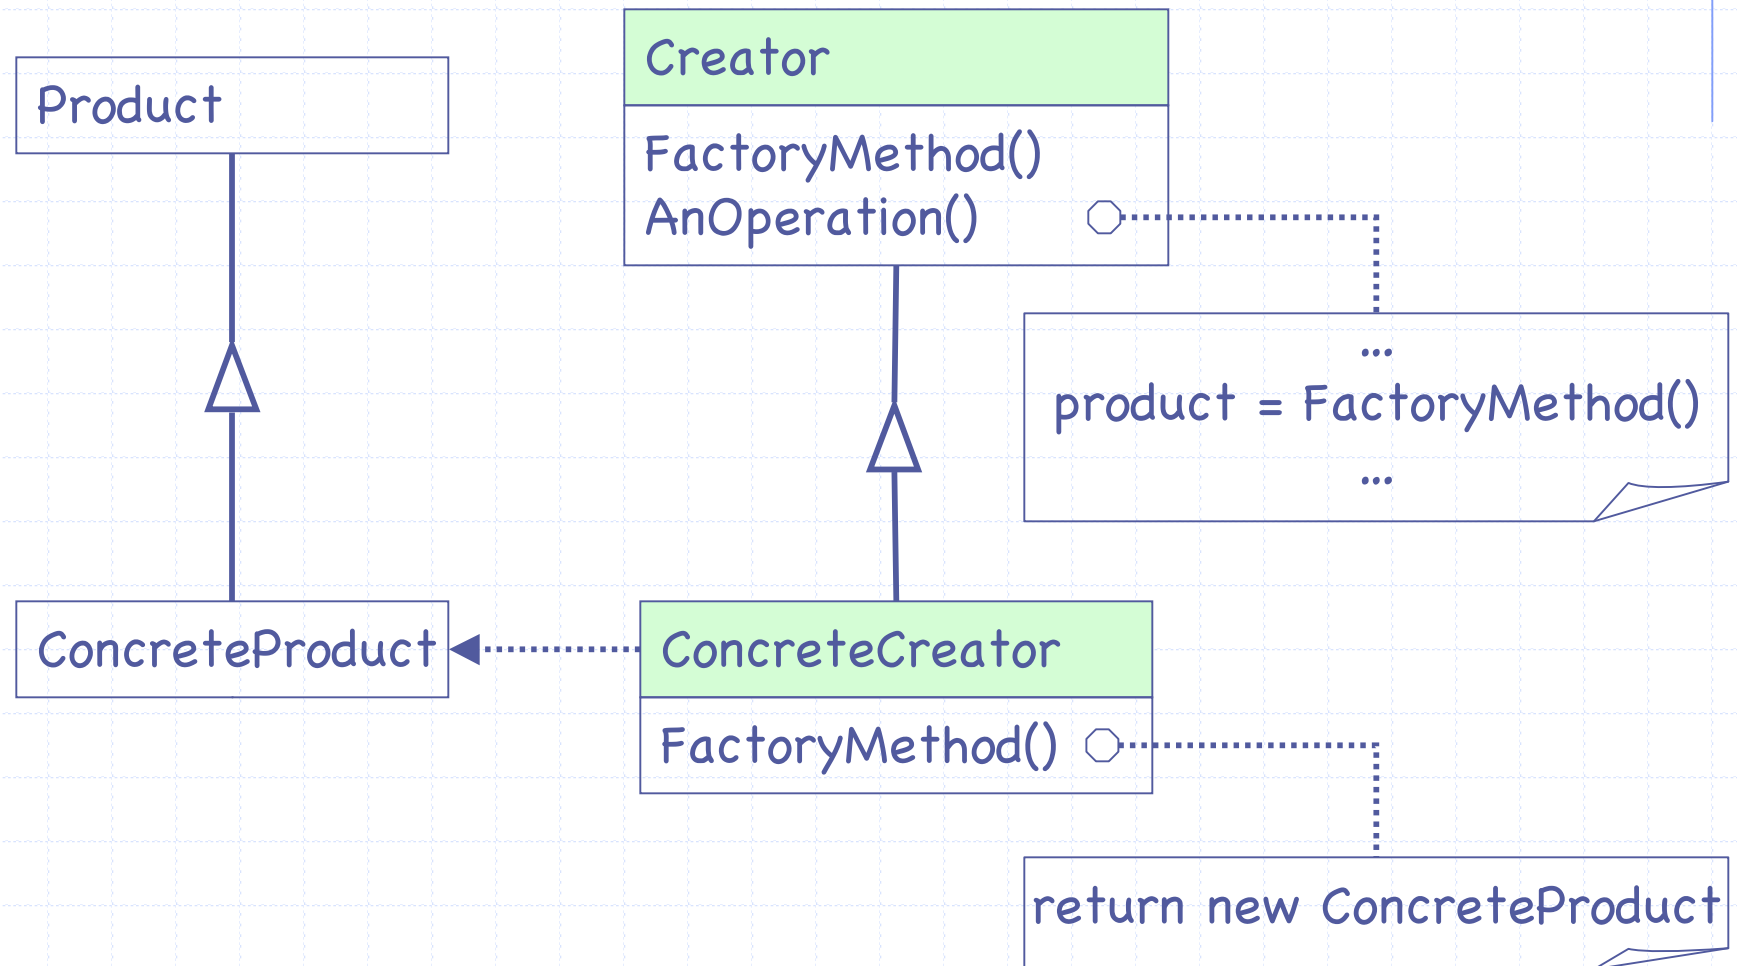 Product
Creator
FactoryMethod()
AnOperation()
...
product = FactoryMethod()
...
ConcreteProduct
ConcreteCreator
FactoryMethod()
return new ConcreteProduct